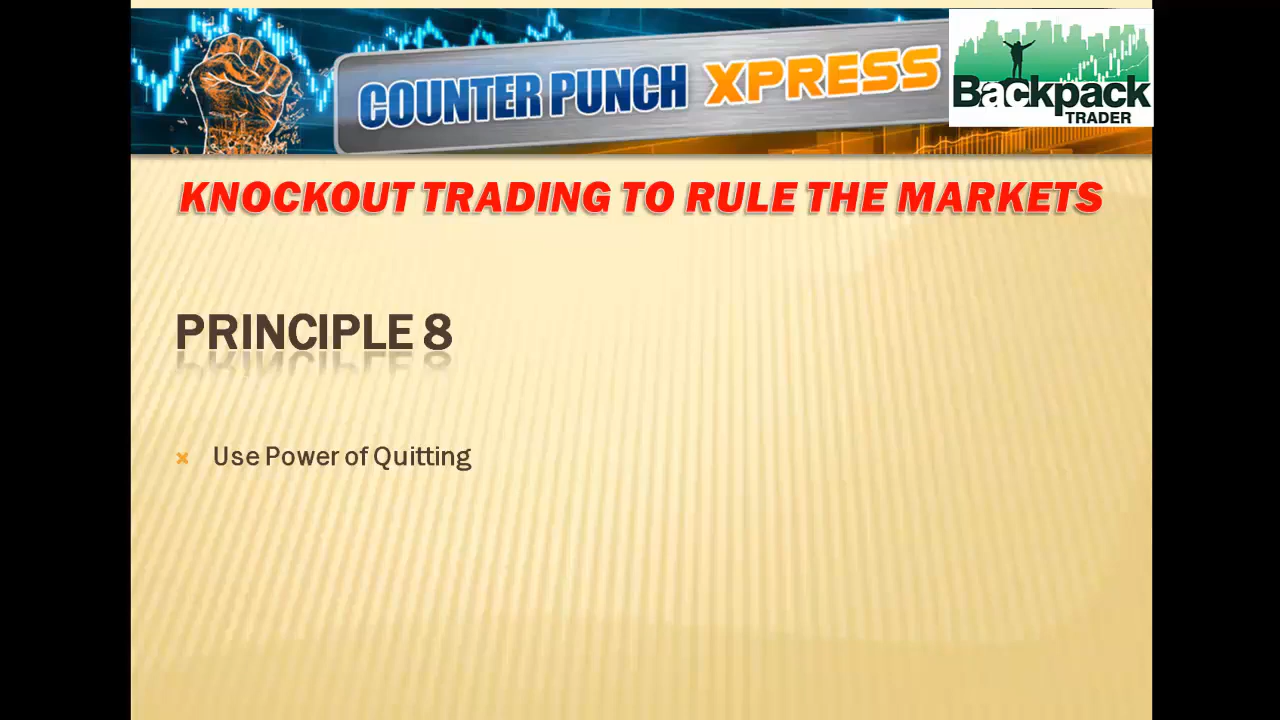 COUNTER PUNCH XPRESS
Backpack
TRADER
KNOCKOUT TRADING TO RULE THE MARKETS
PRINCIPLE 8
Use Power of Quitting